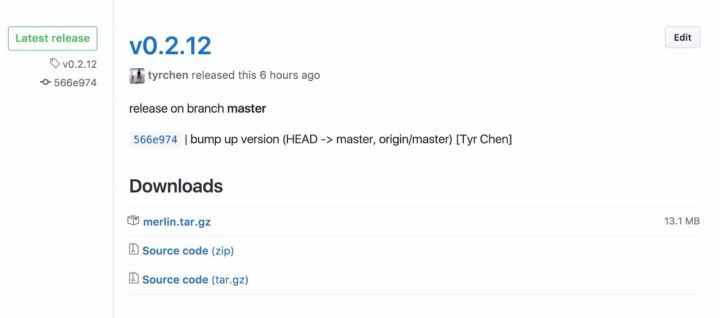 Latest release
v0.2.12
566e974
v0.2.12
Edit
tyrchen released this 6 hours ago
release on branch master
566e974 | bump up version (HEAD -> master, origin/master) [Tyr Chen]
Downloads
merlin.tar.gz 13.1 MB
Source code (zip)
Source code (tar.gz)